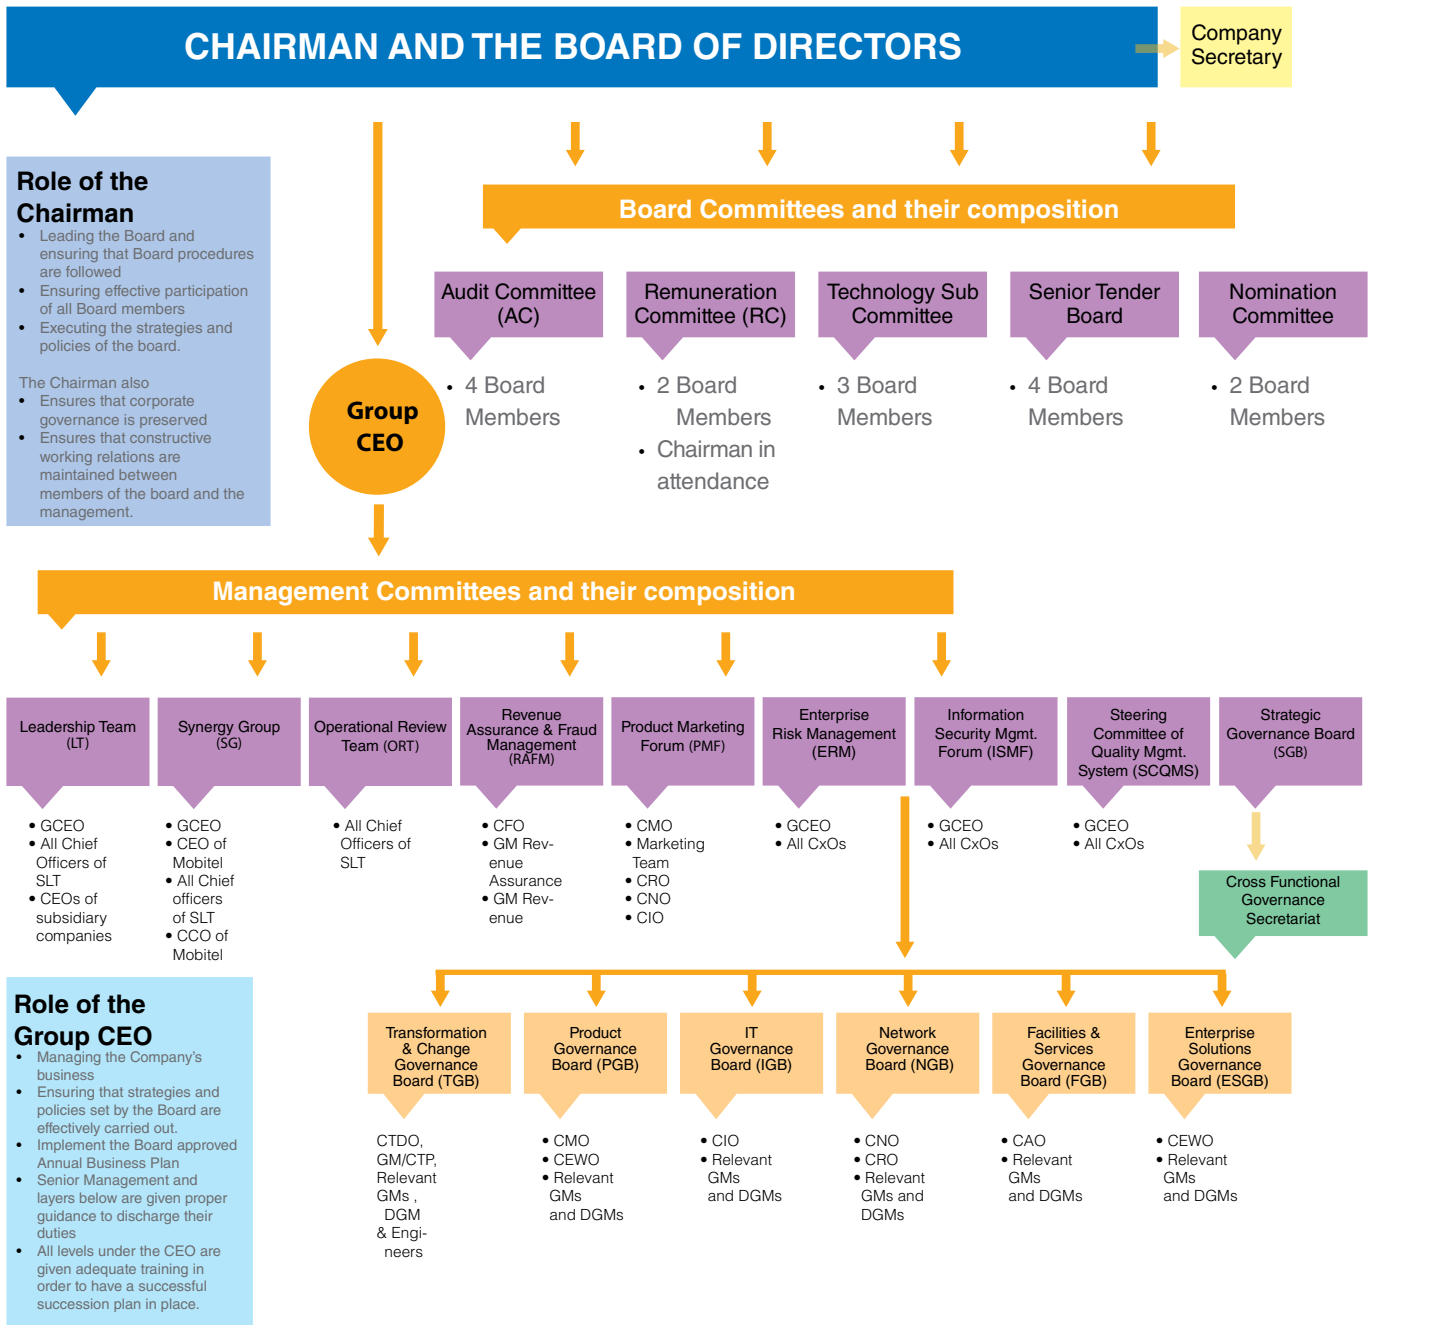 CHAIRMAN AND THE BOARD OF DIRECTORS
Company
Secretary
Role of the
Chairman
• Leading the Board and
ensuring that Board procedures
are followed
• Ensuring effective participation
of all Board members
• Executing the strategies and
policies of the board.
The Chairman also
• Ensures that corporate
governance is preserved
• Ensures that constructive
working relations are
maintained between
members of the board and the
management.
Group
CEO
Board Committees and their composition
Audit Committee
(AC)
• 4 Board
Members
Remuneration
Committee (RC)
• 2 Board
Members
• Chairman in
attendance
Technology Sub
Committee
• 3 Board
Members
Senior Tender
Board
• 4 Board
Members
Nomination
Committee
• 2 Board
Members
Management Committees and their composition
Leadership Team
(LT)
• GCEO
• All Chief
Officers of
SLT
• CEOs of
subsidiary
companies
Synergy Group
(SG)
• GCEO
• CEO of
Mobitel
• All Chief
officers
of SLT
• CCO of
Mobitel
Operational Review
Team (ORT)
• All Chief
Officers of
SLT
Revenue
Assurance & Fraud
Management
(RAFM)
• CFO
• GM Rev-
enue
Assurance
• GM Rev-
enue
Product Marketing
Forum (PMF)
• CMO
• Marketing
Team
• CRO
• CNO
• CIO
Enterprise
Risk Management
(ERM)
• GCEO
• All CxOs
Information
Security Mgmt.
Forum (ISMF)
• GCEO
• All CxOs
Steering
Committee of
Quality Mgmt.
System (SCQMS)
• GCEO
• All CxOs
Strategic
Governance Board
(SGB)
Cross Functional
Governance
Secretariat
Role of the
Group CEO
• Managing the Company's
business
• Ensuring that strategies and
policies set by the Board are
effectively carried out.
• Implement the Board approved
Annual Business Plan
• Senior Management and
layers below are given proper
guidance to discharge their
duties
• All levels under the CEO are
given adequate training in
order to have a successful
succession plan in place.
Transformation
& Change
Governance
Board (TGB)
CTDO,
GM/CTP,
Relevant
GMs ,
DGM
& Engi-
neers
Product
Governance
Board (PGB)
• CMO
• CEWO
• Relevant
GMs
and DGMs
IT
Governance
Board (IGB)
• CIO
• Relevant
GMs
and DGMs
Network
Governance
Board (NGB)
• CNO
• CRO
• Relevant
GMs and
DGMs
Facilities &
Services
Governance
Board (FGB)
• CAO
• Relevant
GMs
and DGMs
Enterprise
Solutions
Governance
Board (ESGB)
• CEWO
• Relevant
GMs
and DGMs